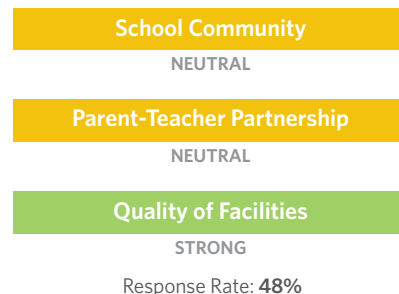 School Community
NEUTRAL
Parent-Teacher Partnership
NEUTRAL
Quality of Facilities
STRONG
Response Rate: 48%